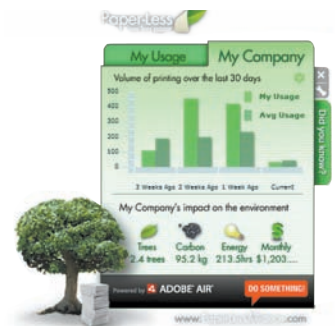 PaperLess
My Usage
My Company
Volume of printing over the last 30 days
500
400
300
200
100
0
My Usage
Avg Usage
3 Weeks Ago 2 Weeks Ago 1 Week Ago Current
Did you know?
My Company's impact on the environment
Trees Carbon Energy Monthly
2.4 trees 95.2 kg 213.5hrs $1,203....
Powered by ADOBE AIR
DO SOMETHING!
www.
.com